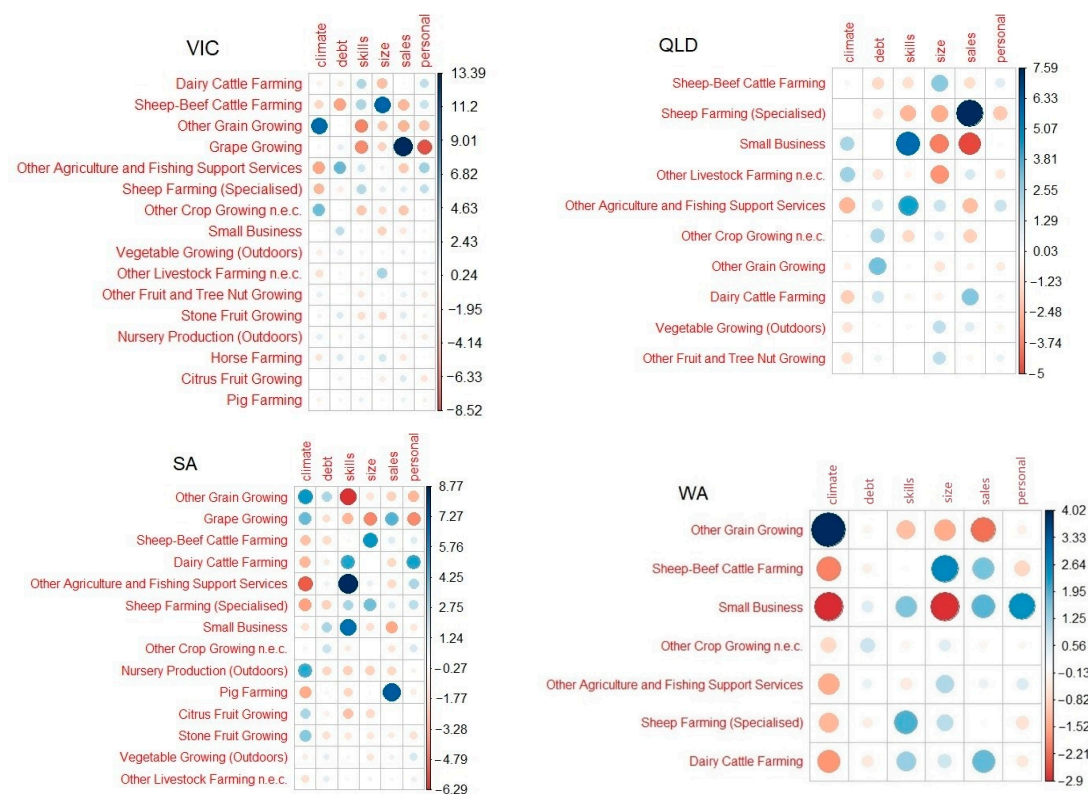 VIC
climate
debt
skills
size
sales
personal
Dairy Cattle Farming
Sheep-Beef Cattle Farming
Other Grain Growing
Grape Growing
Other Agriculture and Fishing Support Services
Sheep Farming (Specialised)
Other Crop Growing n.e.c.
Small Business
Vegetable Growing (Outdoors)
Other Livestock Farming n.e.c.
Other Fruit and Tree Nut Growing
Stone Fruit Growing
Nursery Production (Outdoors)
Horse Farming
Citrus Fruit Growing
Pig Farming
13.39
11.2
9.01
6.82
4.63
2.43
0.24
−1.95
−4.14
−6.33
−8.52
QLD
climate
debt
skills
size
sales
personal
Sheep-Beef Cattle Farming
Sheep Farming (Specialised)
Small Business
Other Livestock Farming n.e.c.
Other Agriculture and Fishing Support Services
Other Crop Growing n.e.c.
Other Grain Growing
Dairy Cattle Farming
Vegetable Growing (Outdoors)
Other Fruit and Tree Nut Growing
7.59
6.33
5.07
3.81
2.55
1.29
0.03
−1.23
−2.48
−3.74
−5
SA
climate
debt
skills
size
sales
personal
Other Grain Growing
Grape Growing
Sheep-Beef Cattle Farming
Dairy Cattle Farming
Other Agriculture and Fishing Support Services
Sheep Farming (Specialised)
Small Business
Other Crop Growing n.e.c.
Nursery Production (Outdoors)
Pig Farming
Citrus Fruit Growing
Stone Fruit Growing
Vegetable Growing (Outdoors)
Other Livestock Farming n.e.c.
8.77
7.27
5.76
4.25
2.75
1.24
−0.27
−1.77
−3.28
−4.79
−6.29
WA
climate
debt
skills
size
sales
personal
Other Grain Growing
Sheep-Beef Cattle Farming
Small Business
Other Crop Growing n.e.c.
Other Agriculture and Fishing Support Services
Sheep Farming (Specialised)
Dairy Cattle Farming
4.02
3.33
2.64
1.95
1.25
0.56
−0.13
−0.82
−1.52
−2.21
−2.9